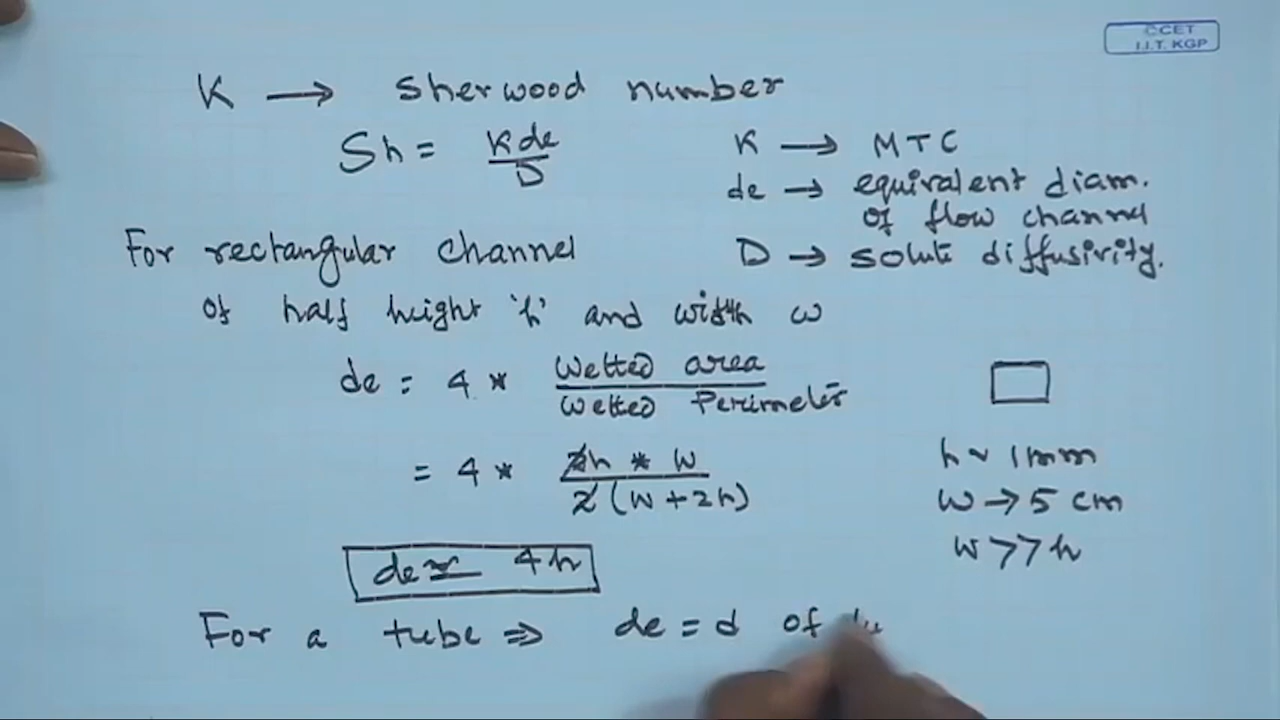 ©CET
I.I.T. KGP
K → Sherwood number
Sh = K de / D
K → MTC
de → equivalent diam.
of flow channel
D → solute diffusivity.
For rectangular channel
of half height 'h' and width w
de = 4 * Wetted area / Wetted Perimeter
= 4 * 2h * W / 2 (W + 2h)
h ~ 1mm
W → 5 cm
W >> h
de ≃ 4h
For a tube ⇒ de = d of